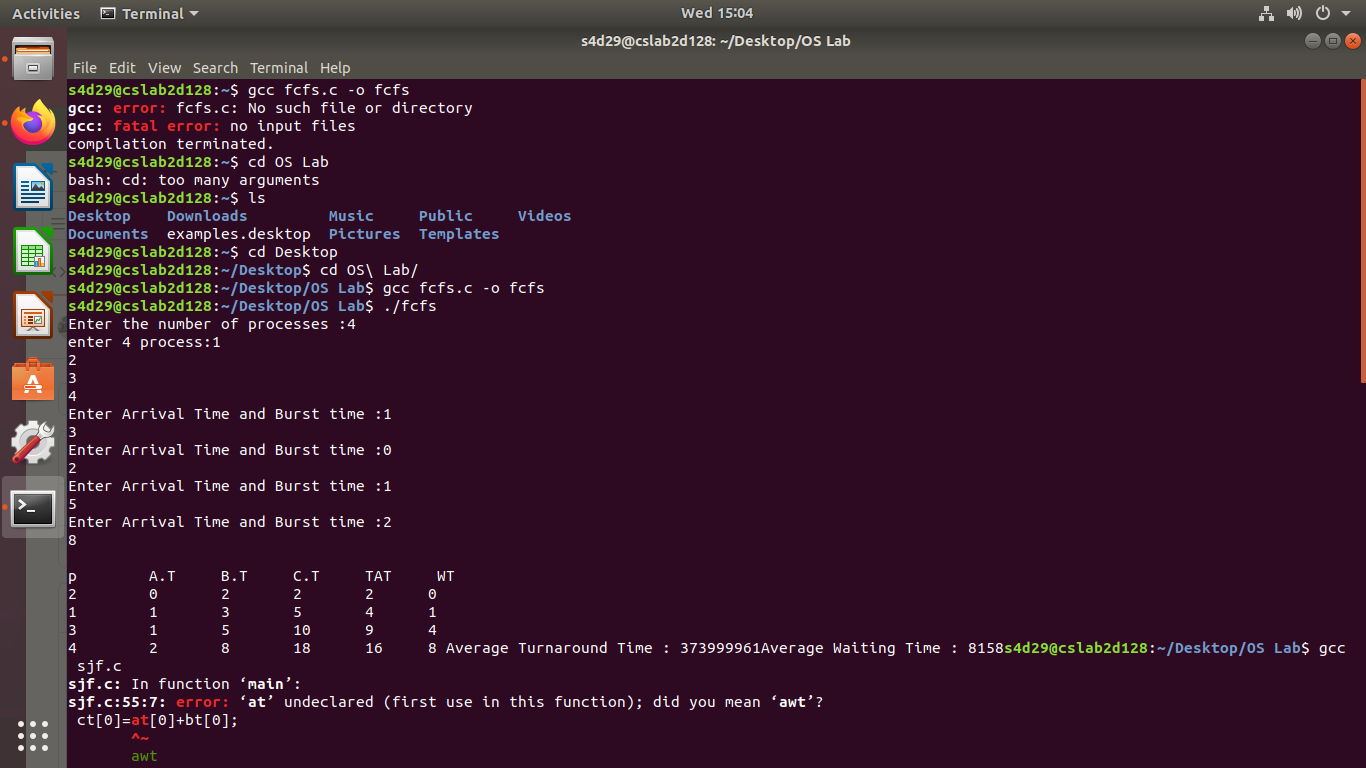 Activities Terminal Wed 15:04
s4d29@cslab2d128: ~/Desktop/OS Lab
File Edit View Search Terminal Help
s4d29@cslab2d128:~$ gcc fcfs.c -o fcfs
gcc: error: fcfs.c: No such file or directory
gcc: fatal error: no input files
compilation terminated.
s4d29@cslab2d128:~$ cd OS Lab
bash: cd: too many arguments
s4d29@cslab2d128:~$ ls
Desktop Downloads Music Public Videos
Documents examples.desktop Pictures Templates
s4d29@cslab2d128:~$ cd Desktop
s4d29@cslab2d128:~/Desktop$ cd OS\ Lab/
s4d29@cslab2d128:~/Desktop/OS Lab$ gcc fcfs.c -o fcfs
s4d29@cslab2d128:~/Desktop/OS Lab$ ./fcfs
Enter the number of processes :4
enter 4 process:1
2
3
4
Enter Arrival Time and Burst time :1
3
Enter Arrival Time and Burst time :0
2
Enter Arrival Time and Burst time :1
5
Enter Arrival Time and Burst time :2
8
p A.T B.T C.T TAT WT
2 0 2 2 2 0
1 1 3 5 4 1
3 1 5 10 9 4
4 2 8 18 16 8 Average Turnaround Time : 373999961Average Waiting Time : 8158s4d29@cslab2d128:~/Desktop/OS Lab$ gcc
sjf.c
sjf.c: In function ‘main’:
sjf.c:55:7: error: ‘at’ undeclared (first use in this function); did you mean ‘awt’?
ct[0]=at[0]+bt[0];
^~
awt